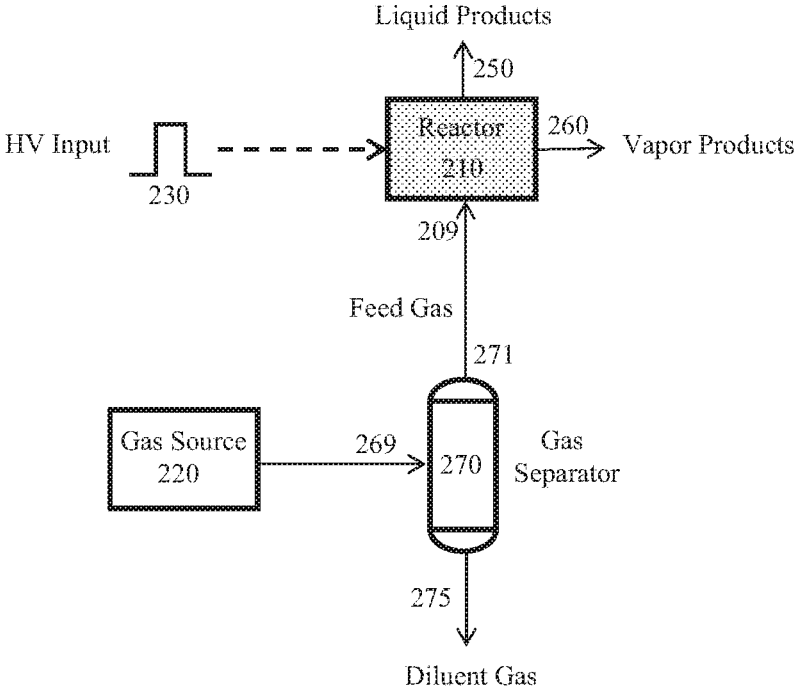 Liquid Products
250
Reactor
210
260
Vapor Products
HV Input
230
209
Feed Gas
271
Gas Source
220
269
270
Gas
Separator
275
Diluent Gas